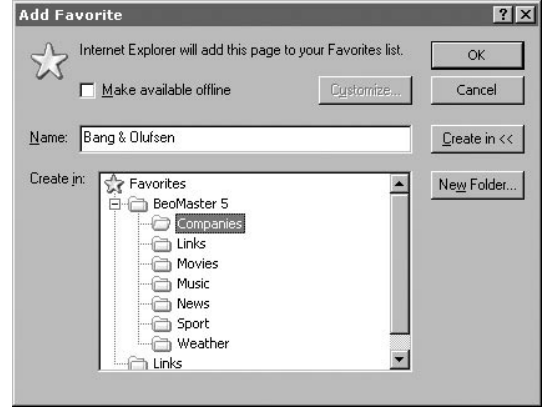 Add Favorite
Internet Explorer will add this page to your Favorites list.
OK
Make available offline
Customize...
Cancel
Name: Bang & Olufsen
Create in <<
Create in:
Favorites
New Folder...
BeoMaster 5
Companies
Links
Movies
Music
News
Sport
Weather
Links